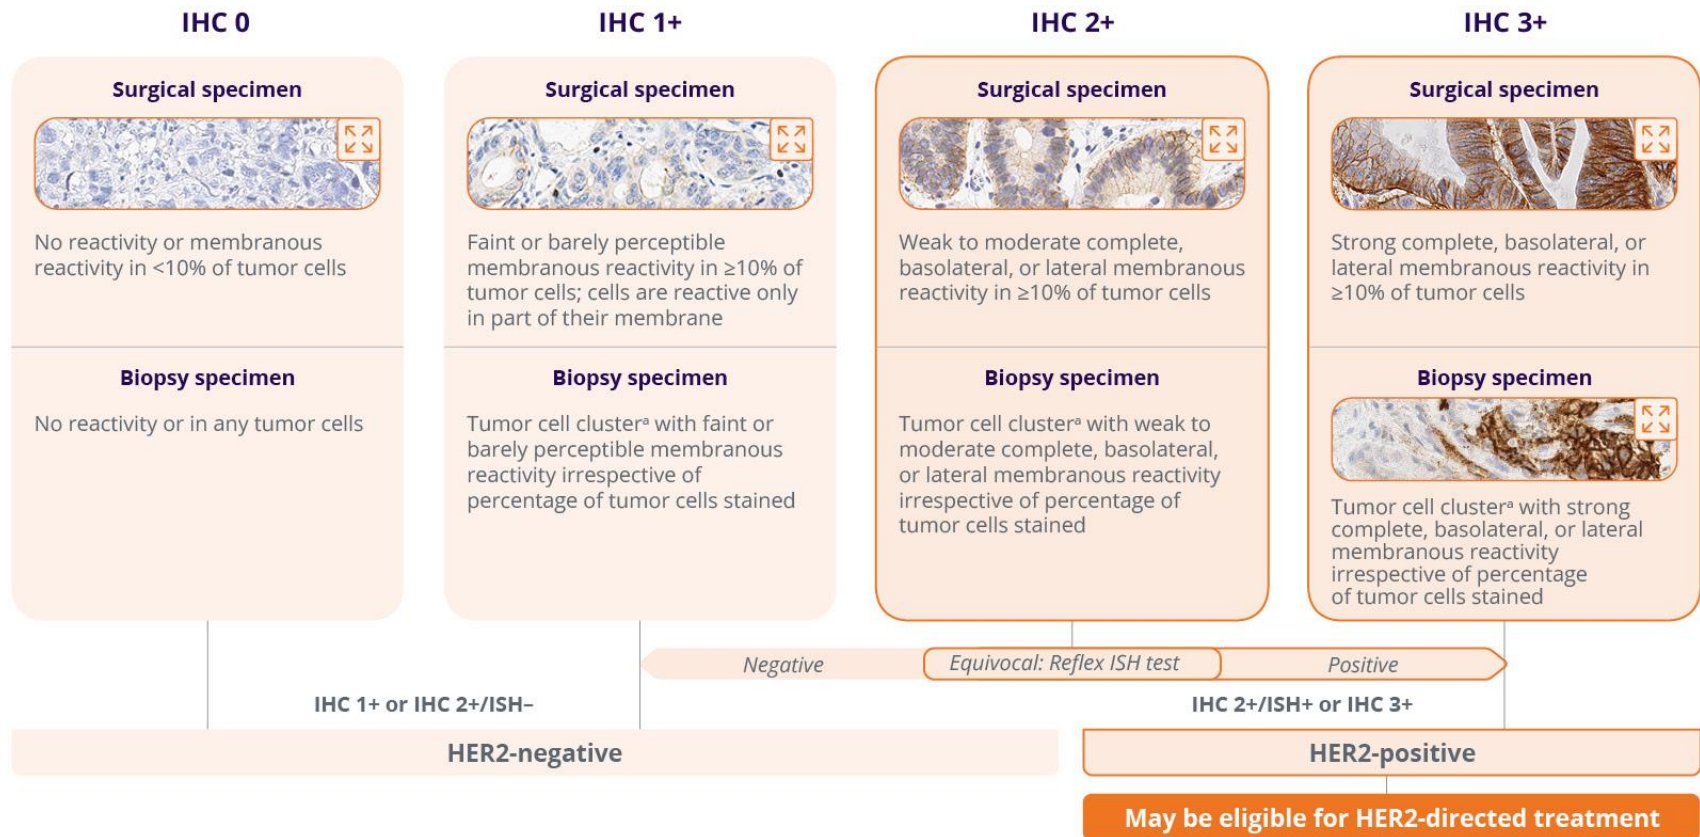 IHC 0
Surgical specimen
No reactivity or membranous
reactivity in <10% of tumor cells
Biopsy specimen
No reactivity or in any tumor cells
IHC 1+
Surgical specimen
Faint or barely perceptible
membranous reactivity in ≥10% of
tumor cells; cells are reactive only
in part of their membrane
Biopsy specimen
Tumor cell clusterᵃ with faint or
barely perceptible membranous
reactivity irrespective of
percentage of tumor cells stained
IHC 2+
Surgical specimen
Weak to moderate complete,
basolateral, or lateral membranous
reactivity in ≥10% of tumor cells
Biopsy specimen
Tumor cell clusterᵃ with weak to
moderate complete, basolateral,
or lateral membranous reactivity
irrespective of percentage of
tumor cells stained
IHC 3+
Surgical specimen
Strong complete, basolateral, or
lateral membranous reactivity in
≥10% of tumor cells
Biopsy specimen
Tumor cell clusterᵃ with strong
complete, basolateral, or lateral
membranous reactivity
irrespective of percentage
of tumor cells stained
Negative
Equivocal: Reflex ISH test
Positive
IHC 1+ or IHC 2+/ISH–
IHC 2+/ISH+ or IHC 3+
HER2-negative
HER2-positive
May be eligible for HER2-directed treatment